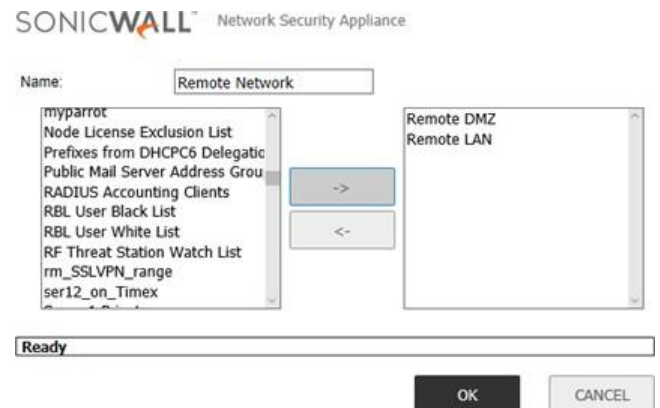 SONICWALL™ Network Security Appliance
Name: Remote Network
myparrot
Node License Exclusion List
Prefixes from DHCPC6 Delegatio
Public Mail Server Address Grou
RADIUS Accounting Clients
RBL User Black List
RBL User White List
RF Threat Station Watch List
rm_SSLVPN_range
ser12_on_Timex
->
<-
Remote DMZ
Remote LAN
Ready
OK CANCEL